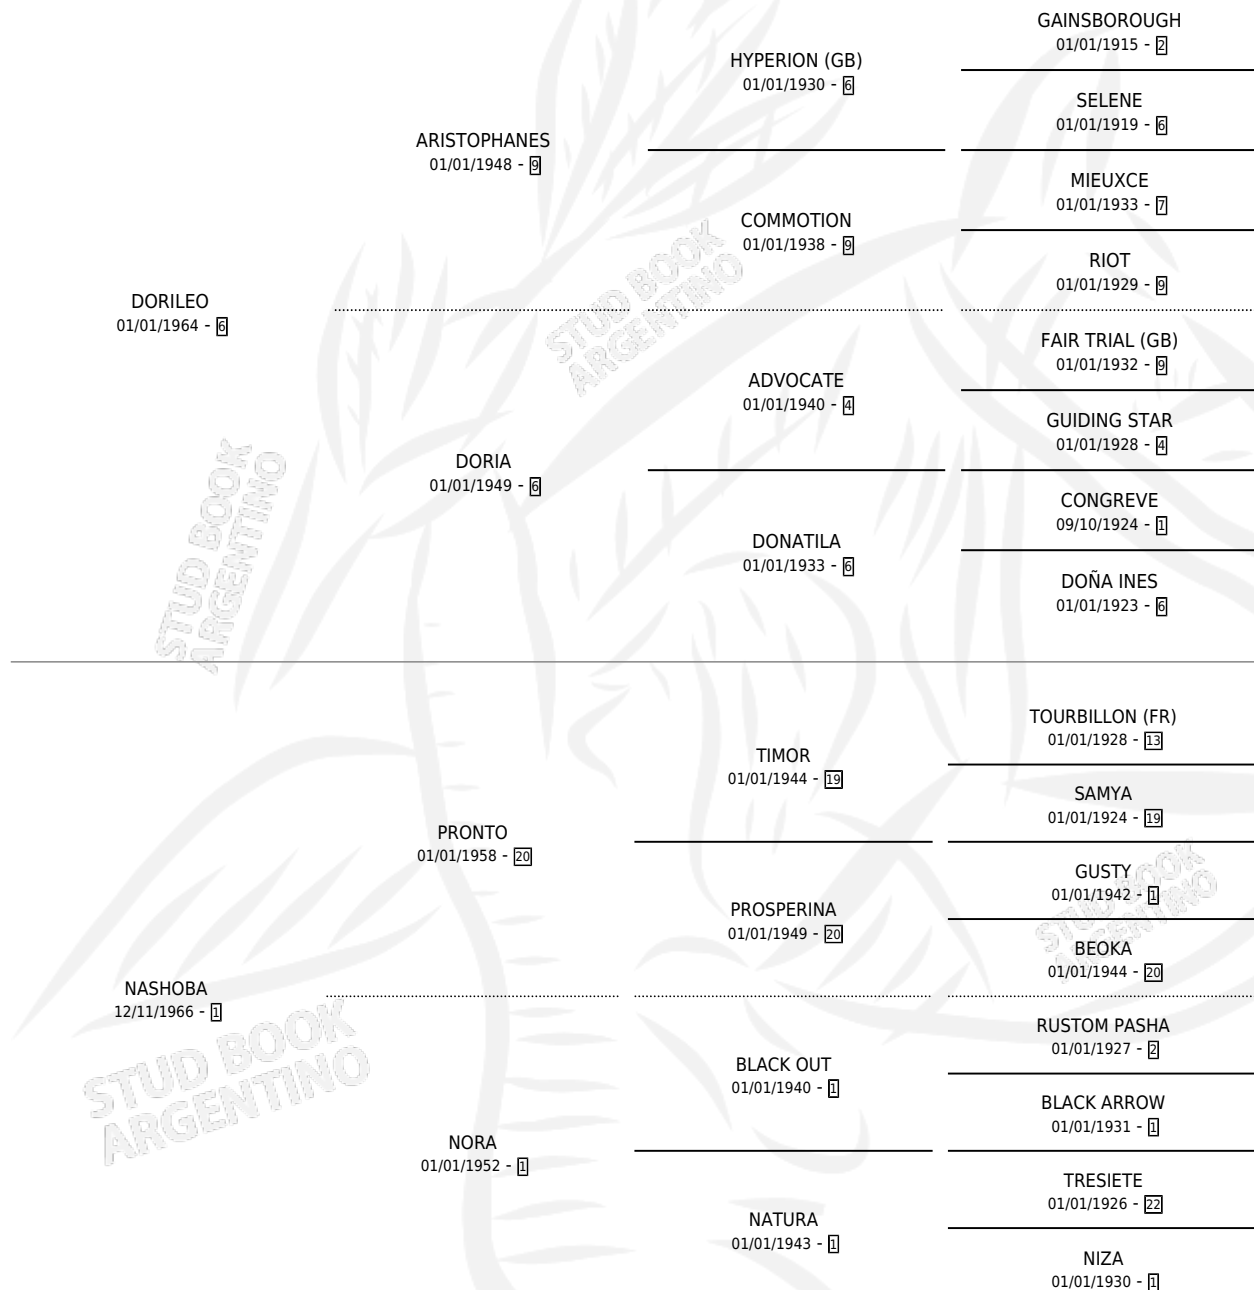 GAINSBOROUGH
01/01/1915 - 2
HYPERION (GB)
01/01/1930 - 6
SELENE
01/01/1919 - 6
ARISTOPHANES
01/01/1948 - 9
MIEUXCE
01/01/1933 - 7
COMMOTION
01/01/1938 - 9
RIOT
01/01/1929 - 9
DORILEO
01/01/1964 - 6
FAIR TRIAL (GB)
01/01/1932 - 9
ADVOCATE
01/01/1940 - 4
GUIDING STAR
01/01/1928 - 4
DORIA
01/01/1949 - 6
CONGREVE
09/10/1924 - 1
DONATILA
01/01/1933 - 6
DOÑA INES
01/01/1923 - 6
STUD BOOK
ARGENTINO
STUD BOOK
ARGENTINO
TOURBILLON (FR)
01/01/1928 - 13
TIMOR
01/01/1944 - 19
SAMYA
01/01/1924 - 19
PRONTO
01/01/1958 - 20
GUSTY
01/01/1942 - 1
PROSPERINA
01/01/1949 - 20
BEOKA
01/01/1944 - 20
STUD BOOK
ARGENTINO
NASHOBA
12/11/1966 - 1
RUSTOM PASHA
01/01/1927 - 2
BLACK OUT
01/01/1940 - 1
BLACK ARROW
01/01/1931 - 1
STUD BOOK
ARGENTINO
NORA
01/01/1952 - 1
TRESIETE
01/01/1926 - 22
NATURA
01/01/1943 - 1
NIZA
01/01/1930 - 1